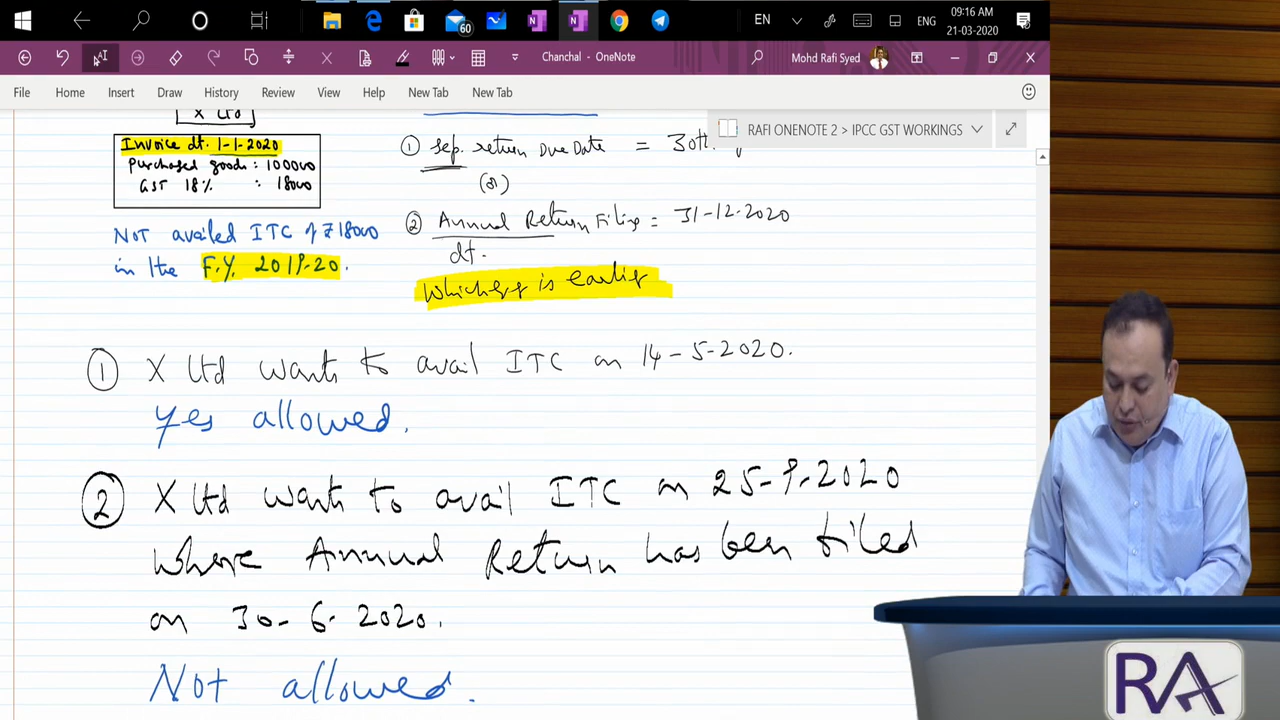 EN
ENG
09:16 AM
21-03-2020
60
Chanchal - OneNote
Mohd Rafi Syed
File Home Insert Draw History Review View Help New Tab New Tab
RAFI ONENOTE 2 > IPCC GST WORKINGS
X Ltd
Invoice dt. 1-1-2020
Purchased goods : 100000
GST 18% : 18000
Not availed ITC of ₹18000
in the F.Y. 2019-20.
① Sep. return Due Date = 30th
(or)
② Annual Return Filing = 31-12-2020
dt.
Whichever is earlier
① X Ltd wants to avail ITC on 14-5-2020.
Yes allowed.
② X Ltd wants to avail ITC on 25-9-2020
where Annual Return has been filed
on 30-6-2020.
Not allowed.
RA